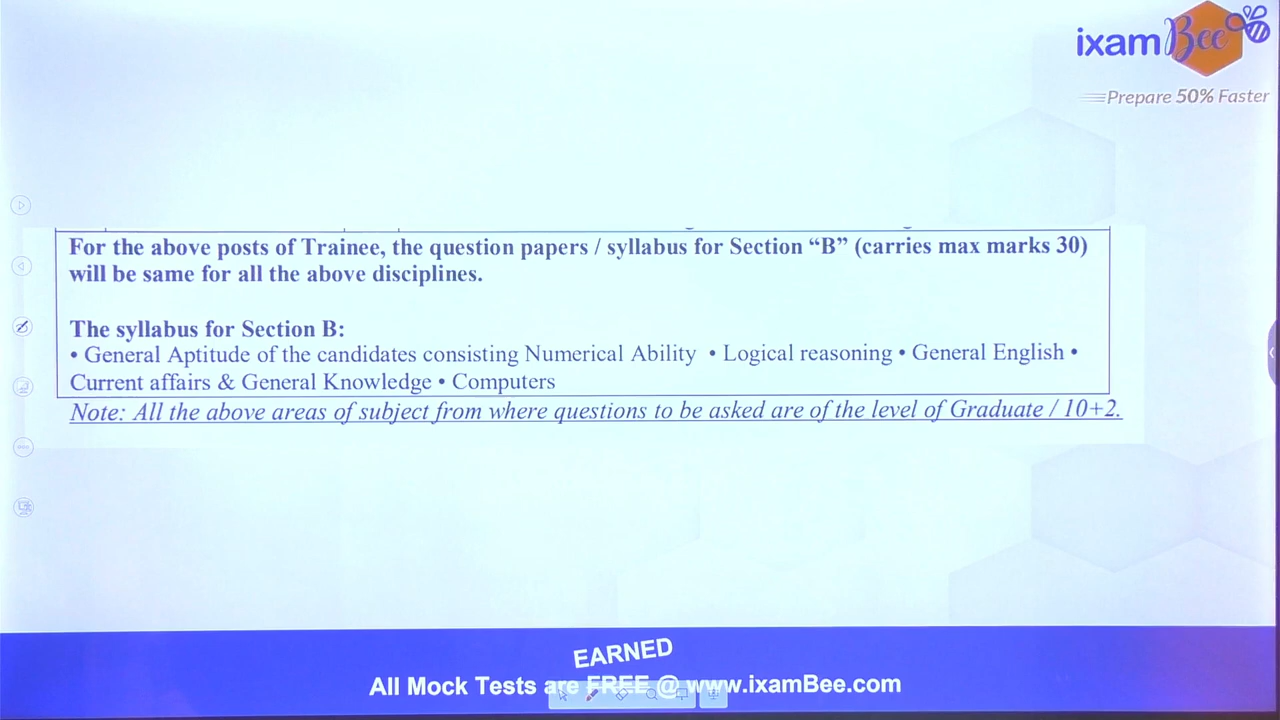 ixamBee
Prepare 50% Faster
For the above posts of Trainee, the question papers / syllabus for Section “B” (carries max marks 30)
will be same for all the above disciplines.
The syllabus for Section B:
• General Aptitude of the candidates consisting Numerical Ability • Logical reasoning • General English •
Current affairs & General Knowledge • Computers
Note: All the above areas of subject from where questions to be asked are of the level of Graduate / 10+2.
EARNED
All Mock Tests are FREE @ www.ixamBee.com